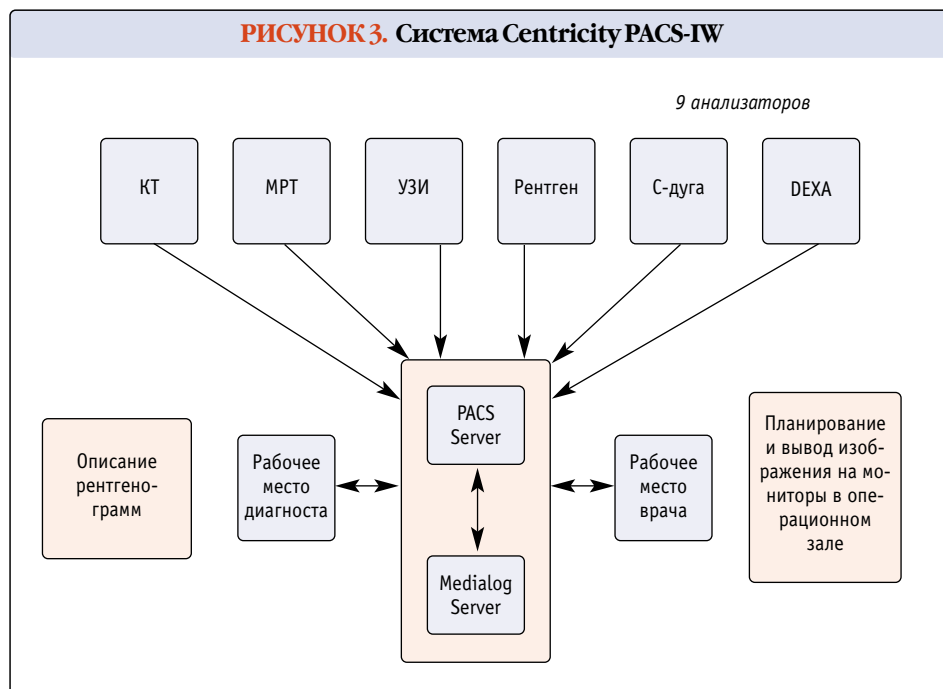 РИСУНОК 3. Система Centricity PACS-IW
9 анализаторов
КТ
МРТ
УЗИ
Рентген
С-дуга
DEXA
PACS
Server
Medialog
Server
Описание
рентгено-
грамм
Рабочее
место
диагноста
Рабочее
место
врача
Планирование
и вывод изоб-
ражения на мо-
ниторы в опе-
рационном
зале